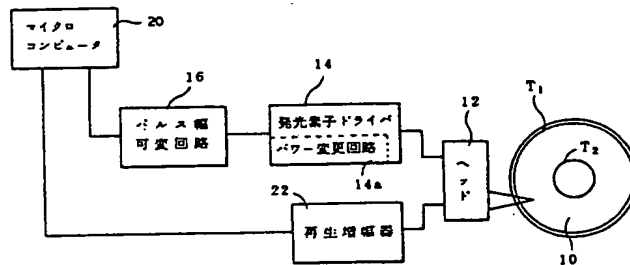 マイクロ
コンピュータ
20
16
パルス幅
可変回路
14
発光素子ドライバ
パワー変更回路
14a
12
ヘッド
T1
T2
10
22
再生増幅器